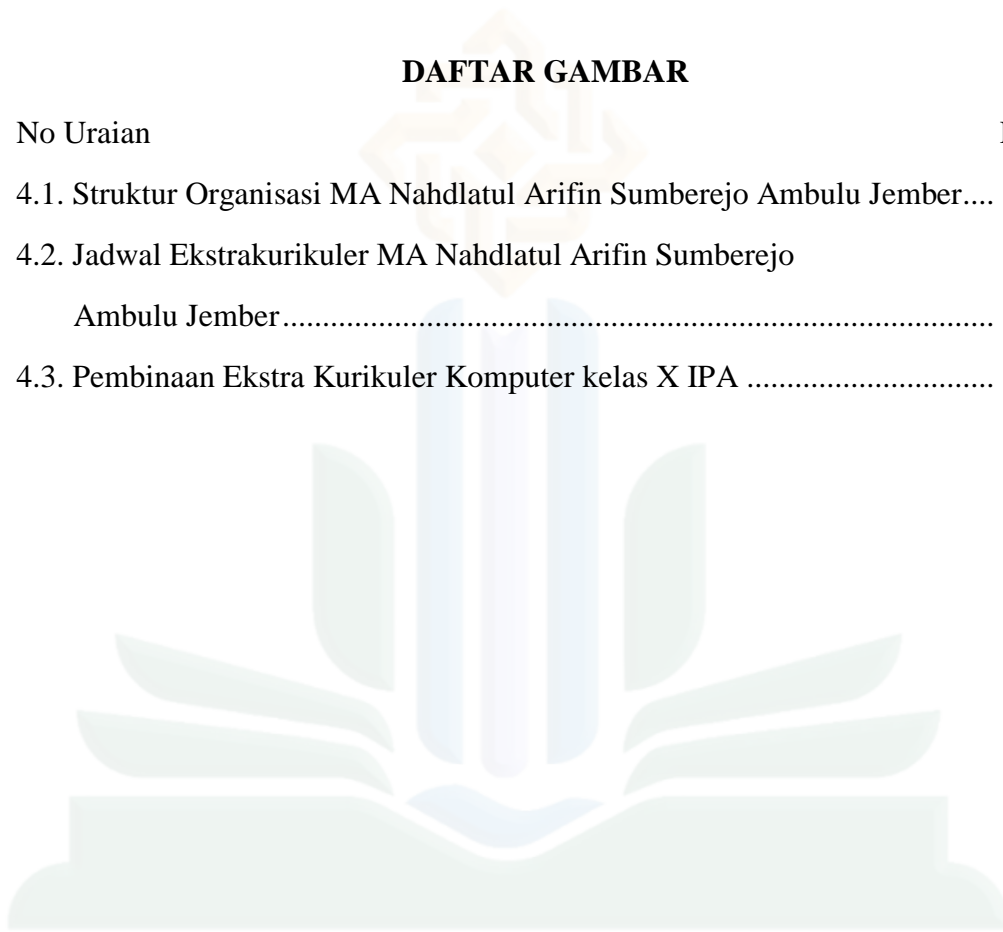 DAFTAR GAMBAR
No Uraian
4.1. Struktur Organisasi MA Nahdlatul Arifin Sumberejo Ambulu Jember....
4.2. Jadwal Ekstrakurikuler MA Nahdlatul Arifin Sumberejo
Ambulu Jember.........................................................................................
4.3. Pembinaan Ekstra Kurikuler Komputer kelas X IPA ...............................